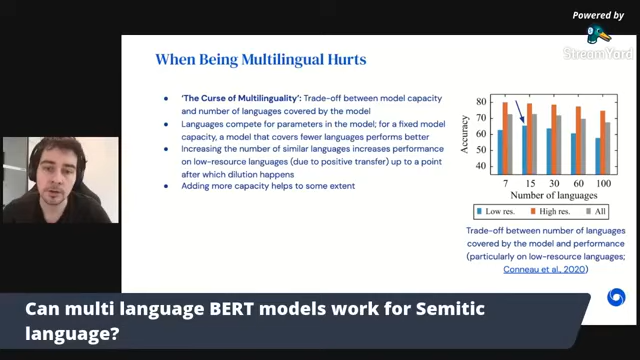 Powered by
StreamYard
When Being Multilingual Hurts
● 'The Curse of Multilinguality': Trade-off between model capacity
and number of languages covered by the model
● Languages compete for parameters in the model; for a fixed model
capacity, a model that covers fewer languages performs better
● Increasing the number of similar languages increases performance
on low-resource languages (due to positive transfer) up to a point
after which dilution happens
● Adding more capacity helps to some extent
Accuracy
80
70
60
50
40
7 15 30 60 100
Number of languages
Low res. High res. All
Trade-off between number of languages
covered by the model and performance
(particularly on low-resource languages;
Conneau et al., 2020)
Can multi language BERT models work for Semitic
language?